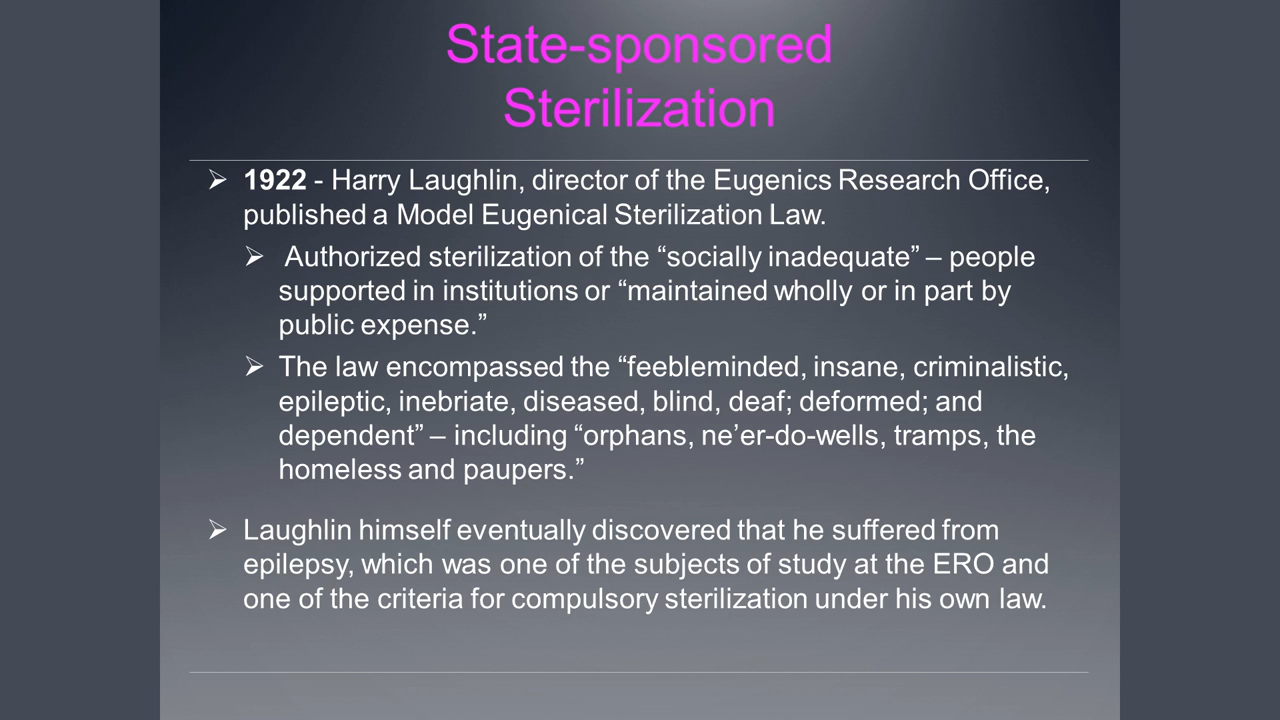 State-sponsored
Sterilization
➢ 1922 - Harry Laughlin, director of the Eugenics Research Office,
published a Model Eugenical Sterilization Law.
➢ Authorized sterilization of the “socially inadequate” – people
supported in institutions or “maintained wholly or in part by
public expense.”
➢ The law encompassed the “feebleminded, insane, criminalistic,
epileptic, inebriate, diseased, blind, deaf; deformed; and
dependent” – including “orphans, ne’er-do-wells, tramps, the
homeless and paupers.”
➢ Laughlin himself eventually discovered that he suffered from
epilepsy, which was one of the subjects of study at the ERO and
one of the criteria for compulsory sterilization under his own law.